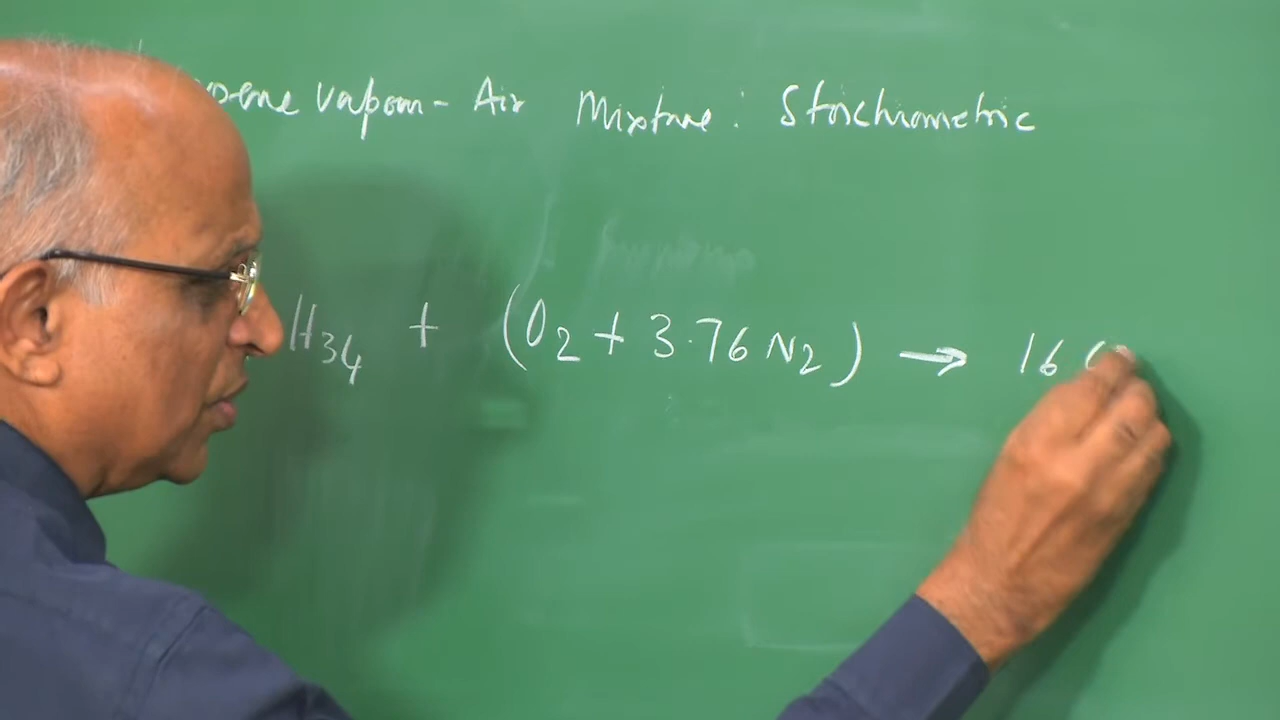 vapour - Air Mixture : Stoichiometric
H34 + (O2 + 3.76 N2) → 16